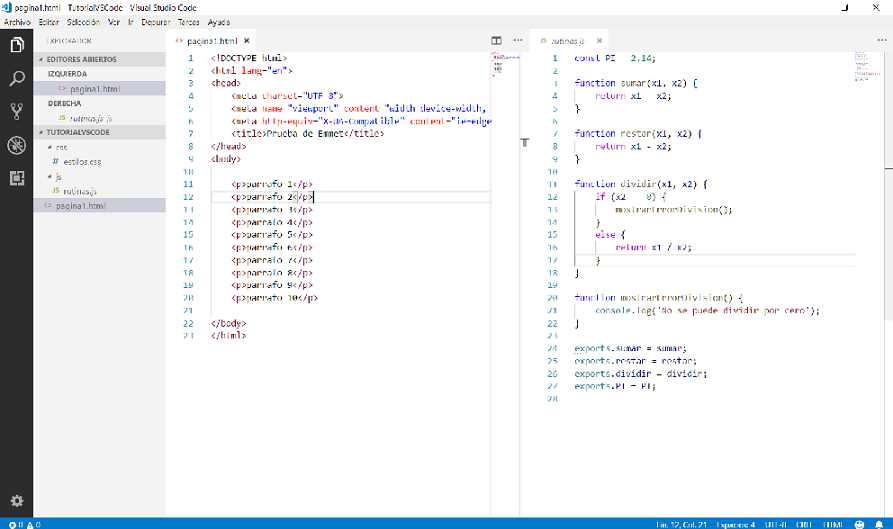 pagina1.html - TutorialVSCode - Visual Studio Code
Archivo Editar Selección Ver Ir Depurar Tareas Ayuda
EXPLORADOR
EDITORES ABIERTOS
IZQUIERDA
<> pagina1.html
DERECHA
JS rutinas.js js
TUTORIALVSCODE
css
# estilos.css
js
JS rutinas.js
<> pagina1.html
<> pagina1.html ×
1 <!DOCTYPE html>
2 <html lang="en">
3 <head>
4 <meta charset="UTF-8">
5 <meta name="viewport" content="width=device-width,
6 <meta http-equiv="X-UA-Compatible" content="ie=edge
7 <title>Prueba de Emmet</title>
8 </head>
9 <body>
10
11 <p>parrafo 1</p>
12 <p>parrafo 2</p>
13 <p>parrafo 3</p>
14 <p>parrafo 4</p>
15 <p>parrafo 5</p>
16 <p>parrafo 6</p>
17 <p>parrafo 7</p>
18 <p>parrafo 8</p>
19 <p>parrafo 9</p>
20 <p>parrafo 10</p>
21
22 </body>
23 </html>
JS rutinas.js ×
1 const PI = 2.14;
2
3 function sumar(x1, x2) {
4 return x1 + x2;
5 }
6
7 function restar(x1, x2) {
8 return x1 - x2;
9 }
10
11 function dividir(x1, x2) {
12 if (x2 == 0) {
13 mostrarErrorDivision();
14 }
15 else {
16 return x1 / x2;
17 }
18 }
19
20 function mostrarErrorDivision() {
21 console.log('No se puede dividir por cero');
22 }
23
24 exports.sumar = sumar;
25 exports.restar = restar;
26 exports.dividir = dividir;
27 exports.PI = PI;
28
0 0
Lín. 12, Col. 21 Espacios: 4 UTF-8 CRLF HTML